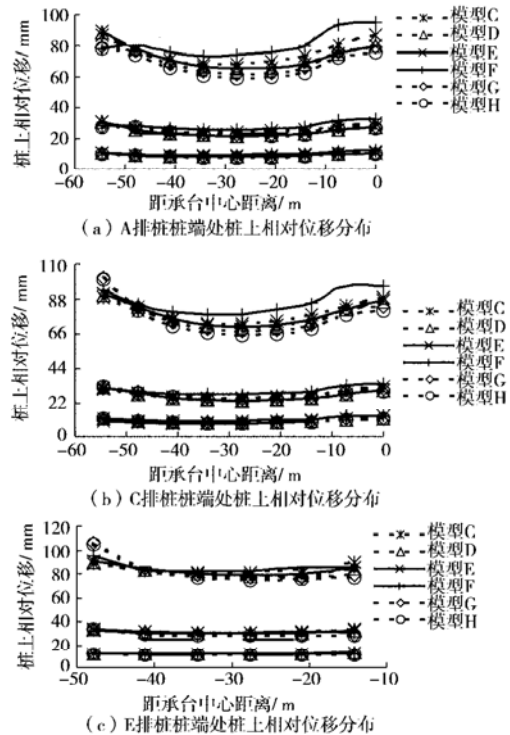 桩上相对位移/mm
100
80
60
40
20
0
-60 -50 -40 -30 -20 -10 0
距承台中心距离/m
模型C
模型D
模型E
模型F
模型G
模型H
(a) A排桩桩端处桩上相对位移分布
桩上相对位移/mm
110
88
66
44
22
0
-60 -50 -40 -30 -20 -10 0
距承台中心距离/m
模型C
模型D
模型E
模型F
模型G
模型H
(b) C排桩桩端处桩上相对位移分布
桩上相对位移/mm
120
100
80
60
40
20
0
-50 -40 -30 -20 -10
距承台中心距离/m
模型C
模型D
模型E
模型F
模型G
模型H
(c) E排桩桩端处桩上相对位移分布